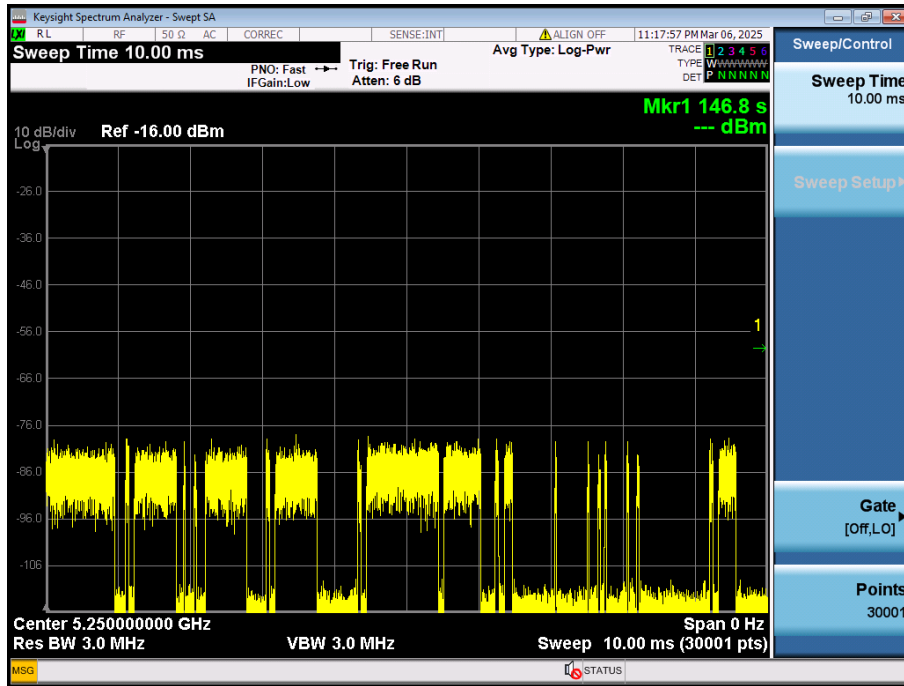 Keysight Spectrum Analyzer - Swept SA
LXI RL RF 50 Ω AC CORREC SENSE:INT ALIGN OFF 11:17:57 PM Mar 06, 2025
Sweep Time 10.00 ms
PNO: Fast
IFGain:Low
Trig: Free Run
Atten: 6 dB
Avg Type: Log-Pwr
TRACE 1 2 3 4 5 6
TYPE WWWWWW
DET P N N N N N
Mkr1 146.8 s
--- dBm
10 dB/div Ref -16.00 dBm
Log
-26.0
-36.0
-46.0
-56.0
1
-66.0
-76.0
-86.0
-96.0
-106
Center 5.250000000 GHz Span 0 Hz
Res BW 3.0 MHz VBW 3.0 MHz Sweep 10.00 ms (30001 pts)
MSG STATUS
Sweep/Control
Sweep Time
10.00 ms
Sweep Setup
Gate
[Off,LO]
Points
30001